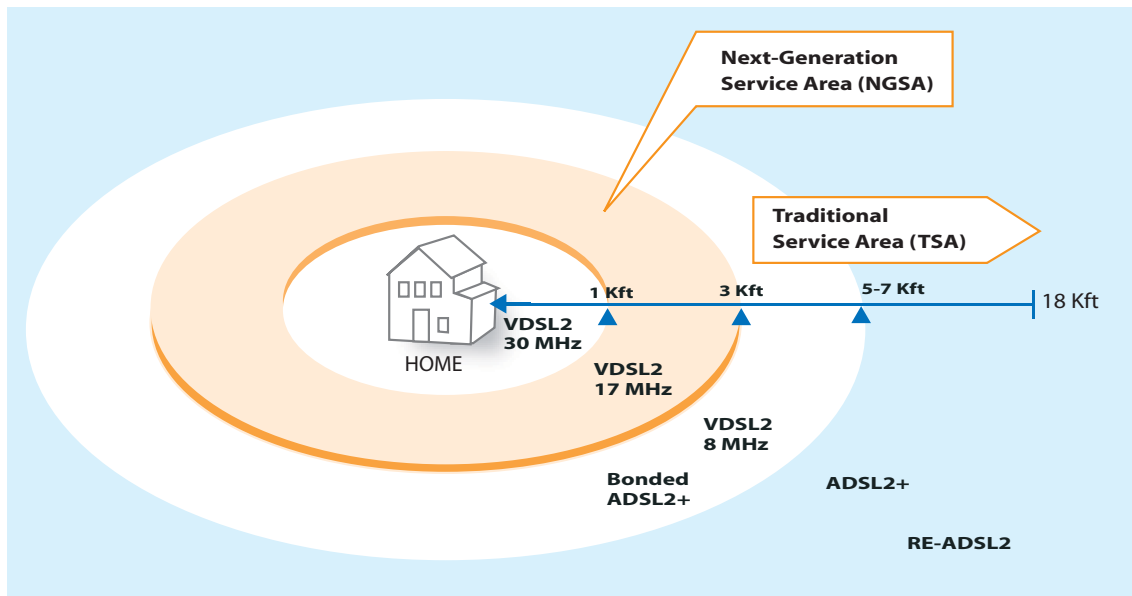 Next-Generation
Service Area (NGSA)
Traditional
Service Area (TSA)
1 Kft
3 Kft
5-7 Kft
18 Kft
VDSL2
30 MHz
HOME
VDSL2
17 MHz
VDSL2
8 MHz
Bonded
ADSL2+
ADSL2+
RE-ADSL2